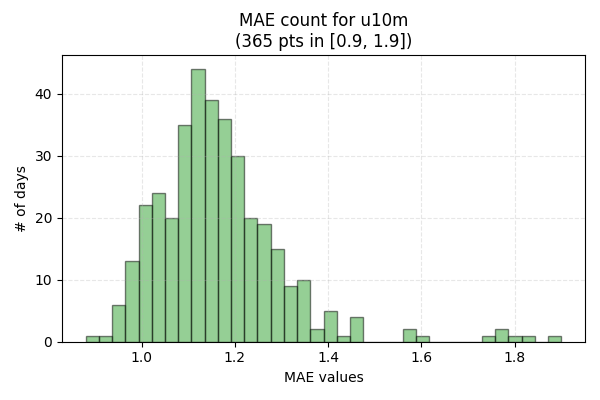 MAE count for u10m
(365 pts in [0.9, 1.9])
# of days
40
30
20
10
0
1.0 1.2 1.4 1.6 1.8
MAE values